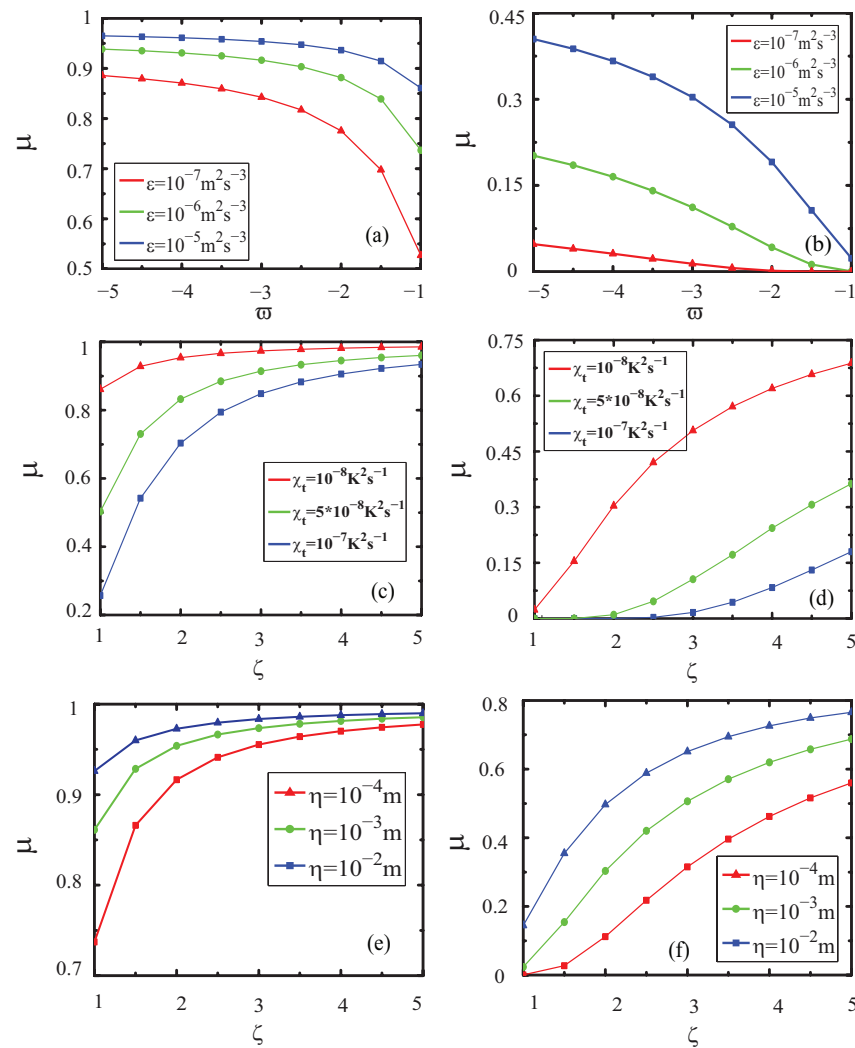 1
0.9
0.8
0.7
0.6
0.5
μ
ε=10⁻⁷m²s⁻³
ε=10⁻⁶m²s⁻³
ε=10⁻⁵m²s⁻³
(a)
−5 −4 −3 −2 −1
ϖ
0.45
0.3
0.15
0
μ
ε=10⁻⁷m²s⁻³
ε=10⁻⁶m²s⁻³
ε=10⁻⁵m²s⁻³
(b)
−5 −4 −3 −2 −1
ϖ
1
0.8
0.6
0.4
0.2
μ
χₜ=10⁻⁸K²s⁻¹
χₜ=5*10⁻⁸K²s⁻¹
χₜ=10⁻⁷K²s⁻¹
(c)
1 2 3 4 5
ζ
0.75
0.6
0.45
0.3
0.15
0
μ
χₜ=10⁻⁸K²s⁻¹
χₜ=5*10⁻⁸K²s⁻¹
χₜ=10⁻⁷K²s⁻¹
(d)
1 2 3 4 5
ζ
1
0.9
0.8
0.7
μ
η=10⁻⁴m
η=10⁻³m
η=10⁻²m
(e)
1 2 3 4 5
ζ
0.8
0.6
0.4
0.2
0
μ
η=10⁻⁴m
η=10⁻³m
η=10⁻²m
(f)
1 2 3 4 5
ζ